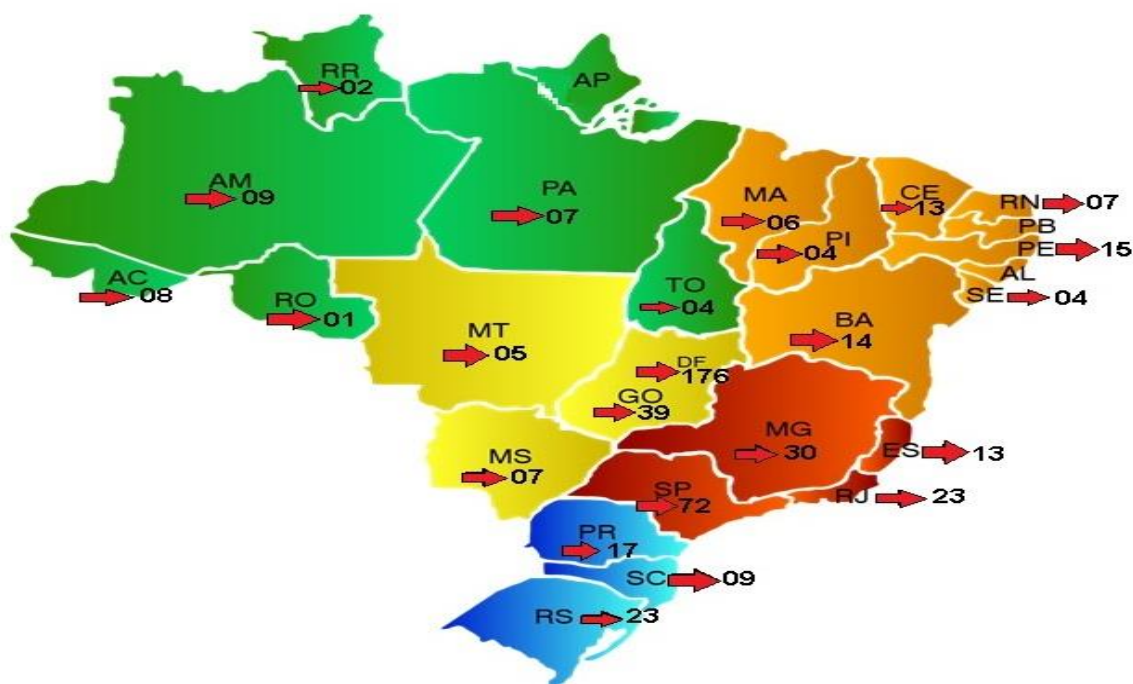 RR
02
AP
AM
09
PA
07
MA
06
CE
13
RN
07
PB
PI
04
PE
15
AC
08
RO
01
TO
04
AL
SE
04
MT
05
BA
14
DF
176
GO
39
MG
30
ES
13
MS
07
SP
72
RJ
23
PR
17
SC
09
RS
23